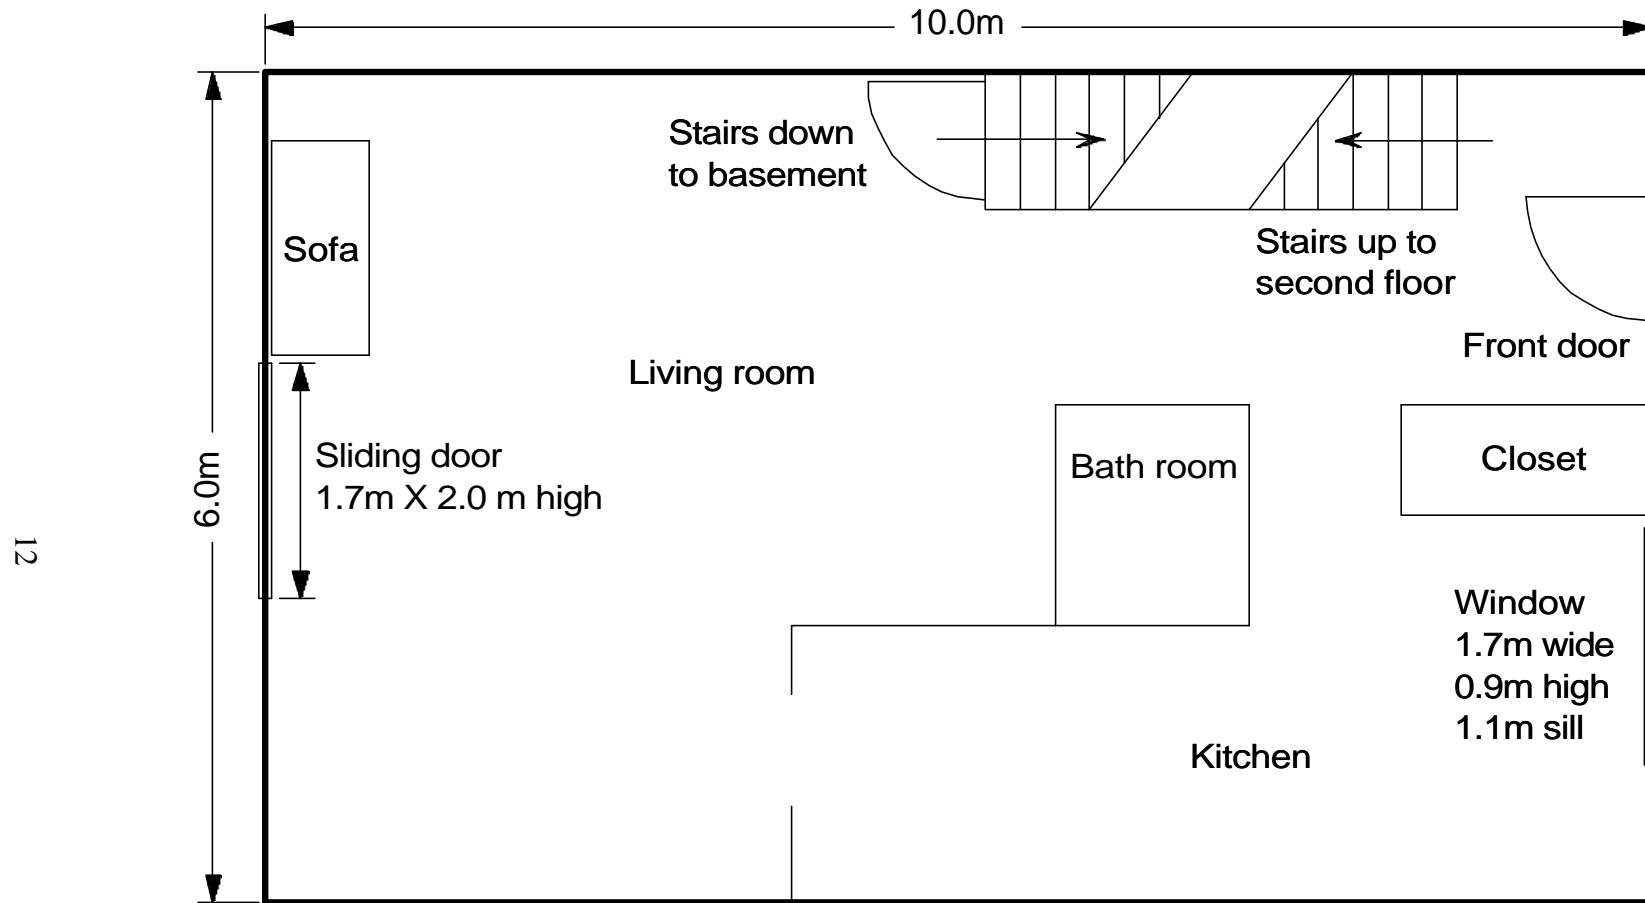 10.0m
Stairs down
to basement
Sofa
Stairs up to
second floor
Front door
Living room
Sliding door
1.7m X 2.0 m high
Bath room
Closet
6.0m
12
Window
1.7m wide
0.9m high
1.1m sill
Kitchen